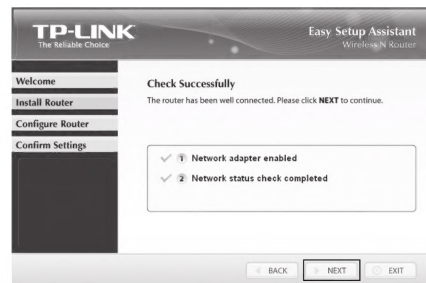 TP-LINK
The Reliable Choice
Easy Setup Assistant
Wireless N Router
Welcome
Install Router
Configure Router
Confirm Settings
Check Successfully
The router has been well connected. Please click NEXT to continue.
1 Network adapter enabled
2 Network status check completed
BACK
NEXT
EXIT